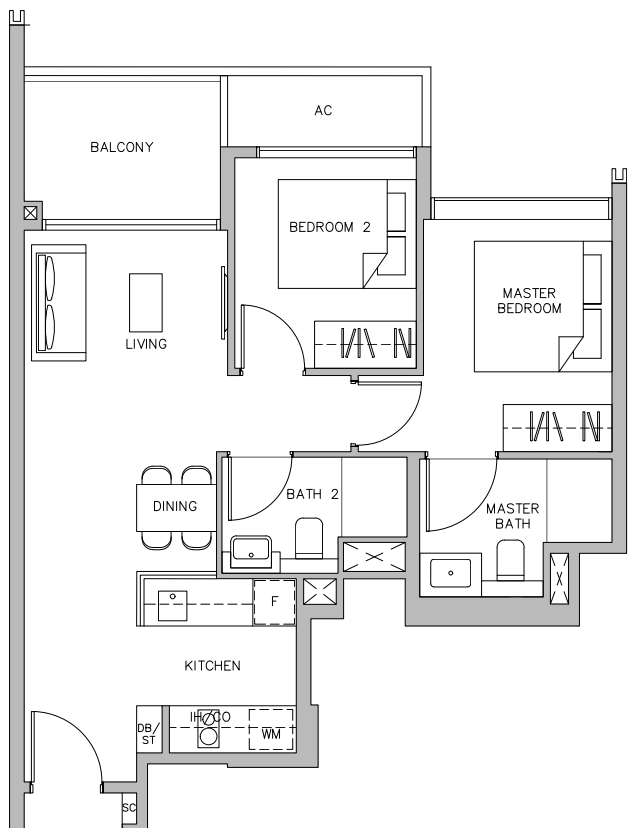 AC
BALCONY
BEDROOM 2
MASTER
BEDROOM
LIVING
BATH 2
DINING
MASTER
BATH
F
KITCHEN
IH/CO
DB/
ST
WM
SC